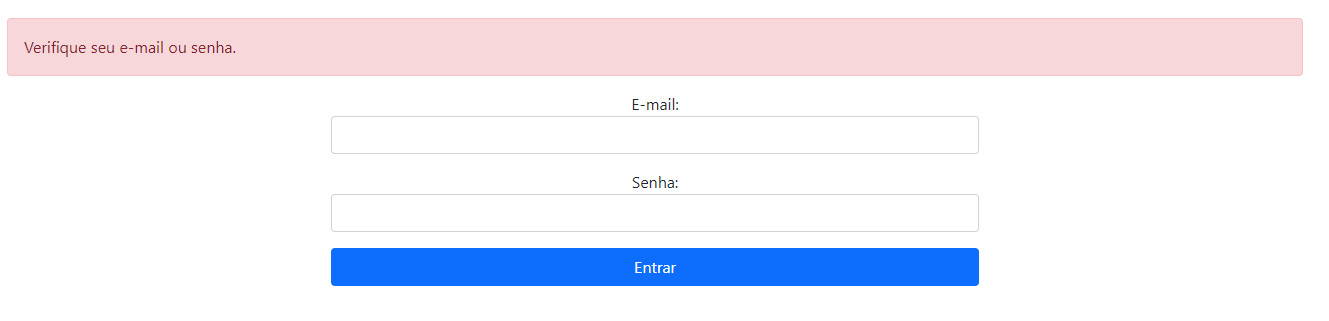 Verifique seu e-mail ou senha.
E-mail:
Senha:
Entrar